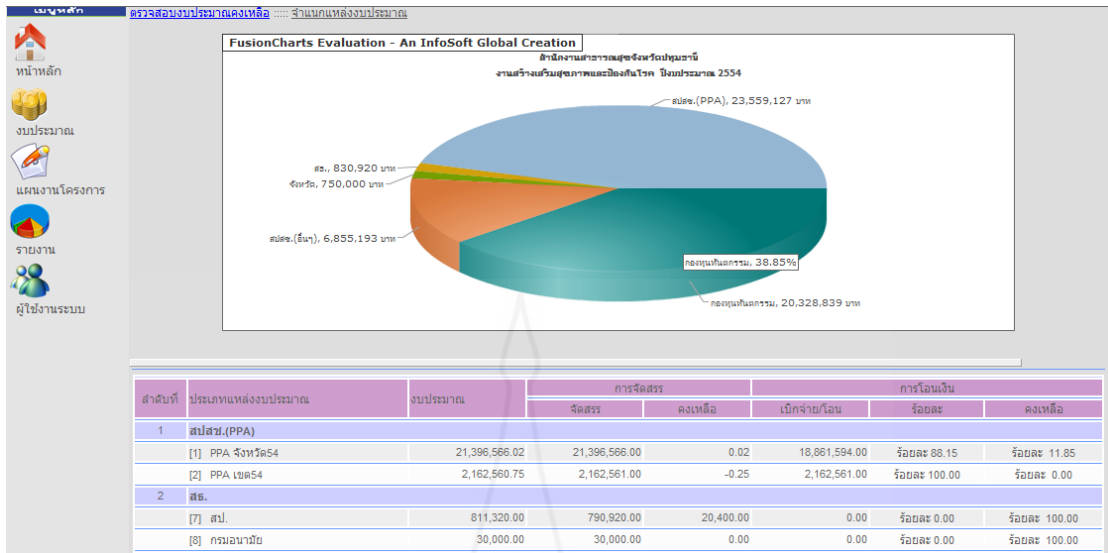 เมนูหลัก
ตรวจสอบงบประมาณคงเหลือ ::::: จำแนกแหล่งงบประมาณ
หน้าหลัก
งบประมาณ
แผนงานโครงการ
รายงาน
ผู้ใช้งานระบบ
FusionCharts Evaluation - An InfoSoft Global Creation
สำนักงานสาธารณสุขจังหวัดปทุมธานี
งานสร้างเสริมสุขภาพและป้องกันโรค ปีงบประมาณ 2554
สปสช.(PPA), 23,559,127 บาท
สธ., 830,920 บาท
จังหวัด, 750,000 บาท
สปสช.(อื่นๆ), 6,855,193 บาท
กองทุนทันตกรรม, 38.85%
กองทุนทันตกรรม, 20,328,839 บาท
ลำดับที่ ประเภทแหล่งงบประมาณ งบประมาณ การจัดสรร การโอนเงิน
จัดสรร คงเหลือ เบิกจ่าย/โอน ร้อยละ คงเหลือ
1 สปสช.(PPA)
[1] PPA จังหวัด54 21,396,566.02 21,396,566.00 0.02 18,861,594.00 ร้อยละ 88.15 ร้อยละ 11.85
[2] PPA เขต54 2,162,560.75 2,162,561.00 -0.25 2,162,561.00 ร้อยละ 100.00 ร้อยละ 0.00
2 สธ.
[7] สป. 811,320.00 790,920.00 20,400.00 0.00 ร้อยละ 0.00 ร้อยละ 100.00
[8] กรมอนามัย 30,000.00 30,000.00 0.00 0.00 ร้อยละ 0.00 ร้อยละ 100.00